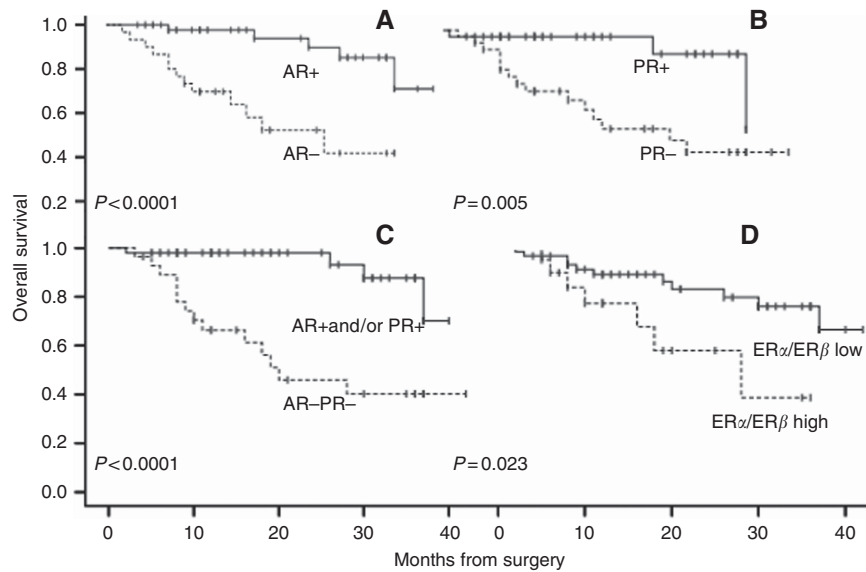 A
B
1.0
0.8
0.6
0.4
0.2
AR+
AR–
P<0.0001
PR+
PR–
P=0.005
C
D
1.0
0.8
0.6
0.4
0.2
0.0
AR+and/or PR+
AR–PR–
P<0.0001
ERα/ERβ low
ERα/ERβ high
P=0.023
Overall survival
0 10 20 30 40 0 10 20 30 40
Months from surgery